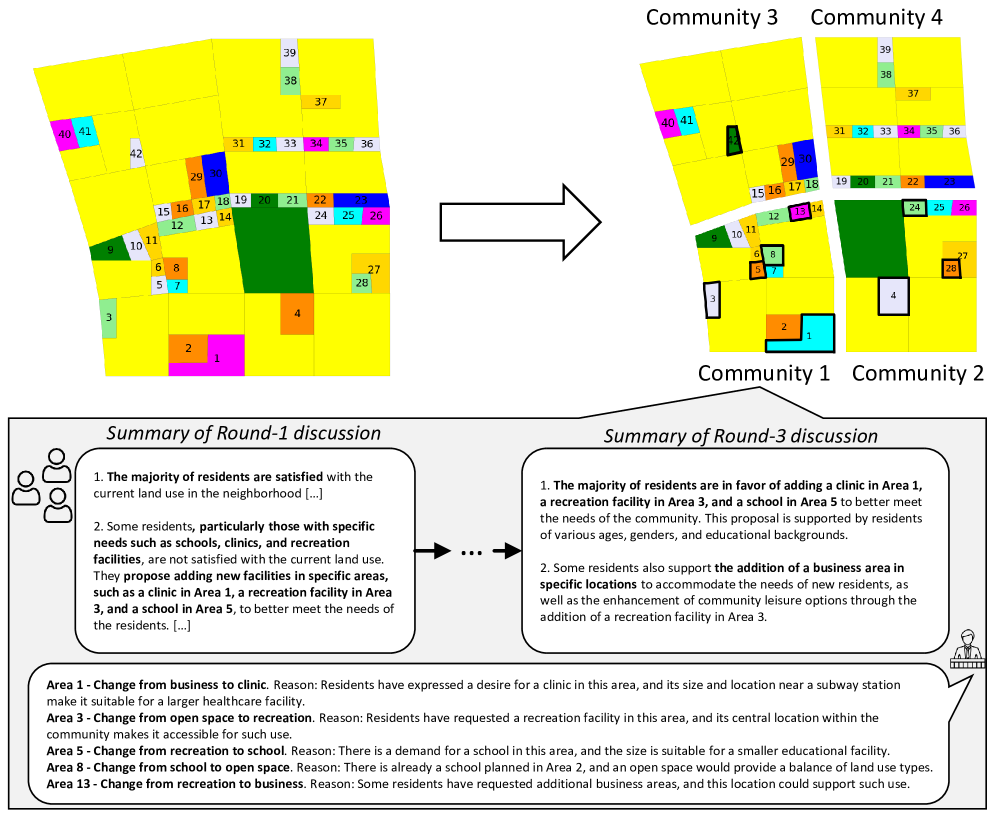 Community 3 Community 4
39
38
37
40 41
42
31 32 33 34 35 36
29 30
15 16 17 18 19 20 21 22 23
12 13 14 24 25 26
9 10 11
6 8 27
5 7 28
3
4
2 1
39
38
37
40 41
42
31 32 33 34 35 36
29 30
15 16 17 18 19 20 21 22 23
12 13 14 24 25 26
9 10 11
6 8 27
5 7 28
3
4
2 1
Community 1 Community 2
Summary of Round-1 discussion
1. The majority of residents are satisfied with the
current land use in the neighborhood [...]
2. Some residents, particularly those with specific
needs such as schools, clinics, and recreation
facilities, are not satisfied with the current land use.
They propose adding new facilities in specific areas,
such as a clinic in Area 1, a recreation facility in Area
3, and a school in Area 5, to better meet the needs of
the residents. [...]
...
Summary of Round-3 discussion
1. The majority of residents are in favor of adding a clinic in Area 1,
a recreation facility in Area 3, and a school in Area 5 to better meet
the needs of the community. This proposal is supported by residents
of various ages, genders, and educational backgrounds.
2. Some residents also support the addition of a business area in
specific locations to accommodate the needs of new residents, as
well as the enhancement of community leisure options through the
addition of a recreation facility in Area 3.
Area 1 - Change from business to clinic. Reason: Residents have expressed a desire for a clinic in this area, and its size and location near a subway station
make it suitable for a larger healthcare facility.
Area 3 - Change from open space to recreation. Reason: Residents have requested a recreation facility in this area, and its central location within the
community makes it accessible for such use.
Area 5 - Change from recreation to school. Reason: There is a demand for a school in this area, and the size is suitable for a smaller educational facility.
Area 8 - Change from school to open space. Reason: There is already a school planned in Area 2, and an open space would provide a balance of land use types.
Area 13 - Change from recreation to business. Reason: Some residents have requested additional business areas, and this location could support such use.